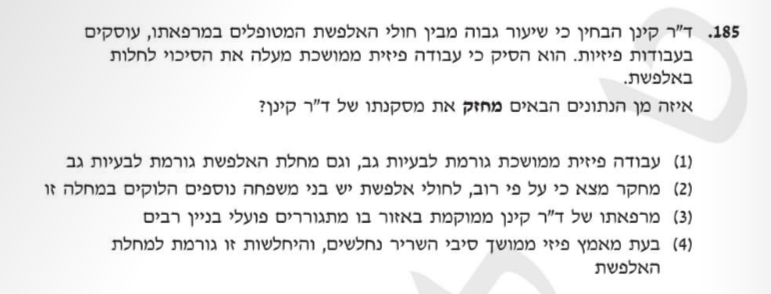 185. ד"ר קינן הבחין כי שיעור גבוה מבין חולי האלפשת המטופלים במרפאתו, עוסקים
בעבודות פיזיות. הוא הסיק כי עבודה פיזית ממושכת מעלה את הסיכוי לחלות
באלפשת.
איזה מן הנתונים הבאים מחזק את מסקנתו של ד"ר קינן?
(1) עבודה פיזית ממושכת גורמת לבעיות גב, וגם מחלת האלפשת גורמת לבעיות גב
(2) מחקר מצא כי על פי רוב, לחולי אלפשת יש בני משפחה נוספים הלוקים במחלה זו
(3) מרפאתו של ד"ר קינן ממוקמת באזור בו מתגוררים פועלי בניין רבים
(4) בעת מאמץ פיזי ממושך סיבי השריר נחלשים, והיחלשות זו גורמת למחלת
האלפשת